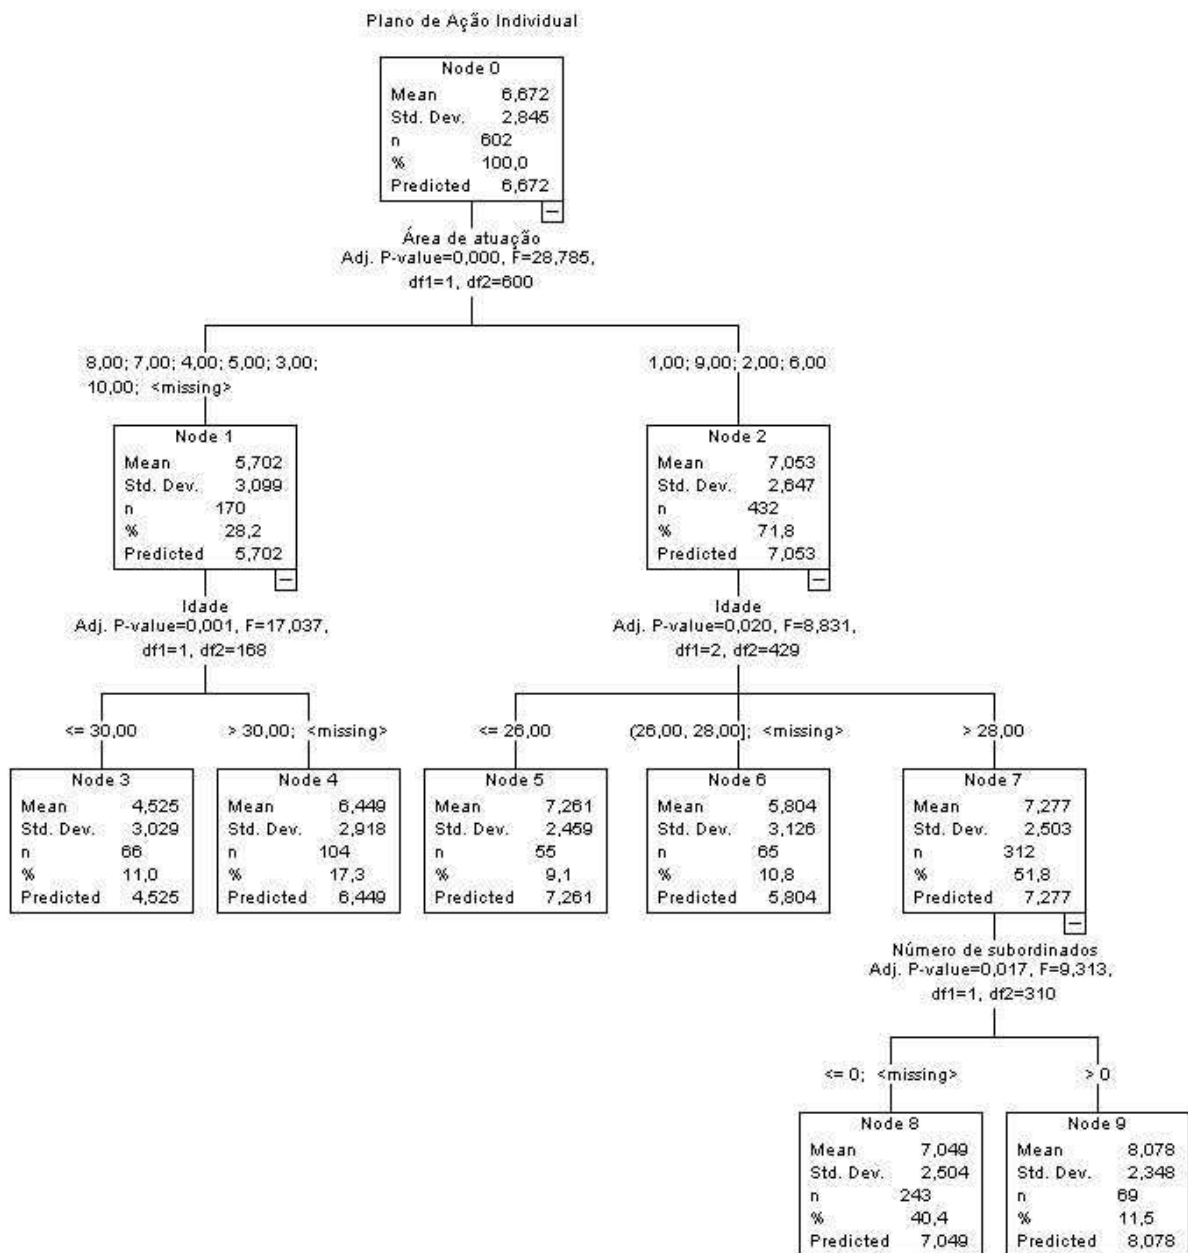 Plano de Ação Individual
Node 0
Mean 6,672
Std. Dev. 2,845
n 602
% 100,0
Predicted 6,672
Área de atuação
Adj. P-value=0,000, F=28,785,
df1=1, df2=600
8,00; 7,00; 4,00; 5,00; 3,00;
10,00; <missing>
1,00; 9,00; 2,00; 6,00
Node 1
Mean 5,702
Std. Dev. 3,099
n 170
% 28,2
Predicted 5,702
Node 2
Mean 7,053
Std. Dev. 2,647
n 432
% 71,8
Predicted 7,053
Idade
Adj. P-value=0,001, F=17,037,
df1=1, df2=168
Idade
Adj. P-value=0,020, F=8,831,
df1=2, df2=429
<= 30,00
> 30,00; <missing>
<= 26,00
(26,00, 28,00]; <missing>
> 28,00
Node 3
Mean 4,525
Std. Dev. 3,029
n 66
% 11,0
Predicted 4,525
Node 4
Mean 6,449
Std. Dev. 2,918
n 104
% 17,3
Predicted 6,449
Node 5
Mean 7,261
Std. Dev. 2,459
n 55
% 9,1
Predicted 7,261
Node 6
Mean 5,804
Std. Dev. 3,126
n 65
% 10,8
Predicted 5,804
Node 7
Mean 7,277
Std. Dev. 2,503
n 312
% 51,8
Predicted 7,277
Número de subordinados
Adj. P-value=0,017, F=9,313,
df1=1, df2=310
<= 0; <missing>
> 0
Node 8
Mean 7,049
Std. Dev. 2,504
n 243
% 40,4
Predicted 7,049
Node 9
Mean 8,078
Std. Dev. 2,348
n 69
% 11,5
Predicted 8,078